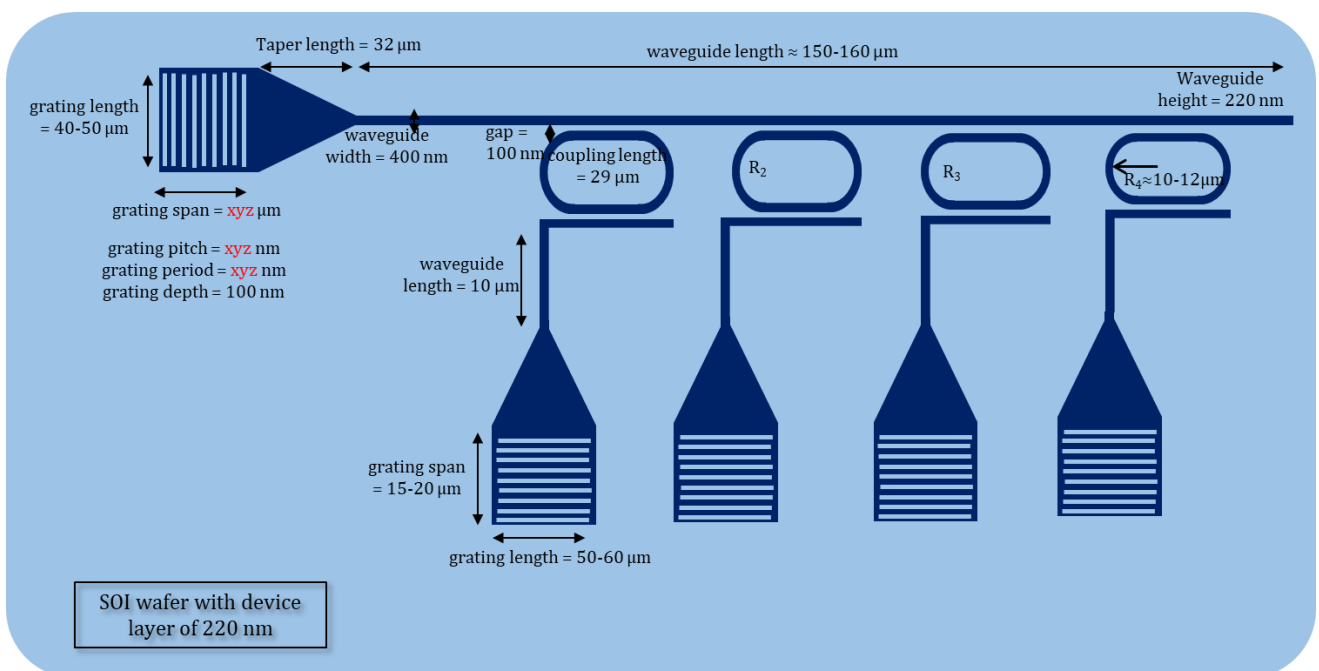 Taper length = 32 μm
waveguide length ≈ 150-160 μm
Waveguide
height = 220 nm
grating length
= 40-50 μm
waveguide
width = 400 nm
gap =
100 nm
coupling length
= 29 μm
R₂
R₃
R₄≈10-12μm
grating span = xyz μm
grating pitch = xyz nm
grating period = xyz nm
grating depth = 100 nm
waveguide
length = 10 μm
grating span
= 15-20 μm
grating length = 50-60 μm
SOI wafer with device
layer of 220 nm